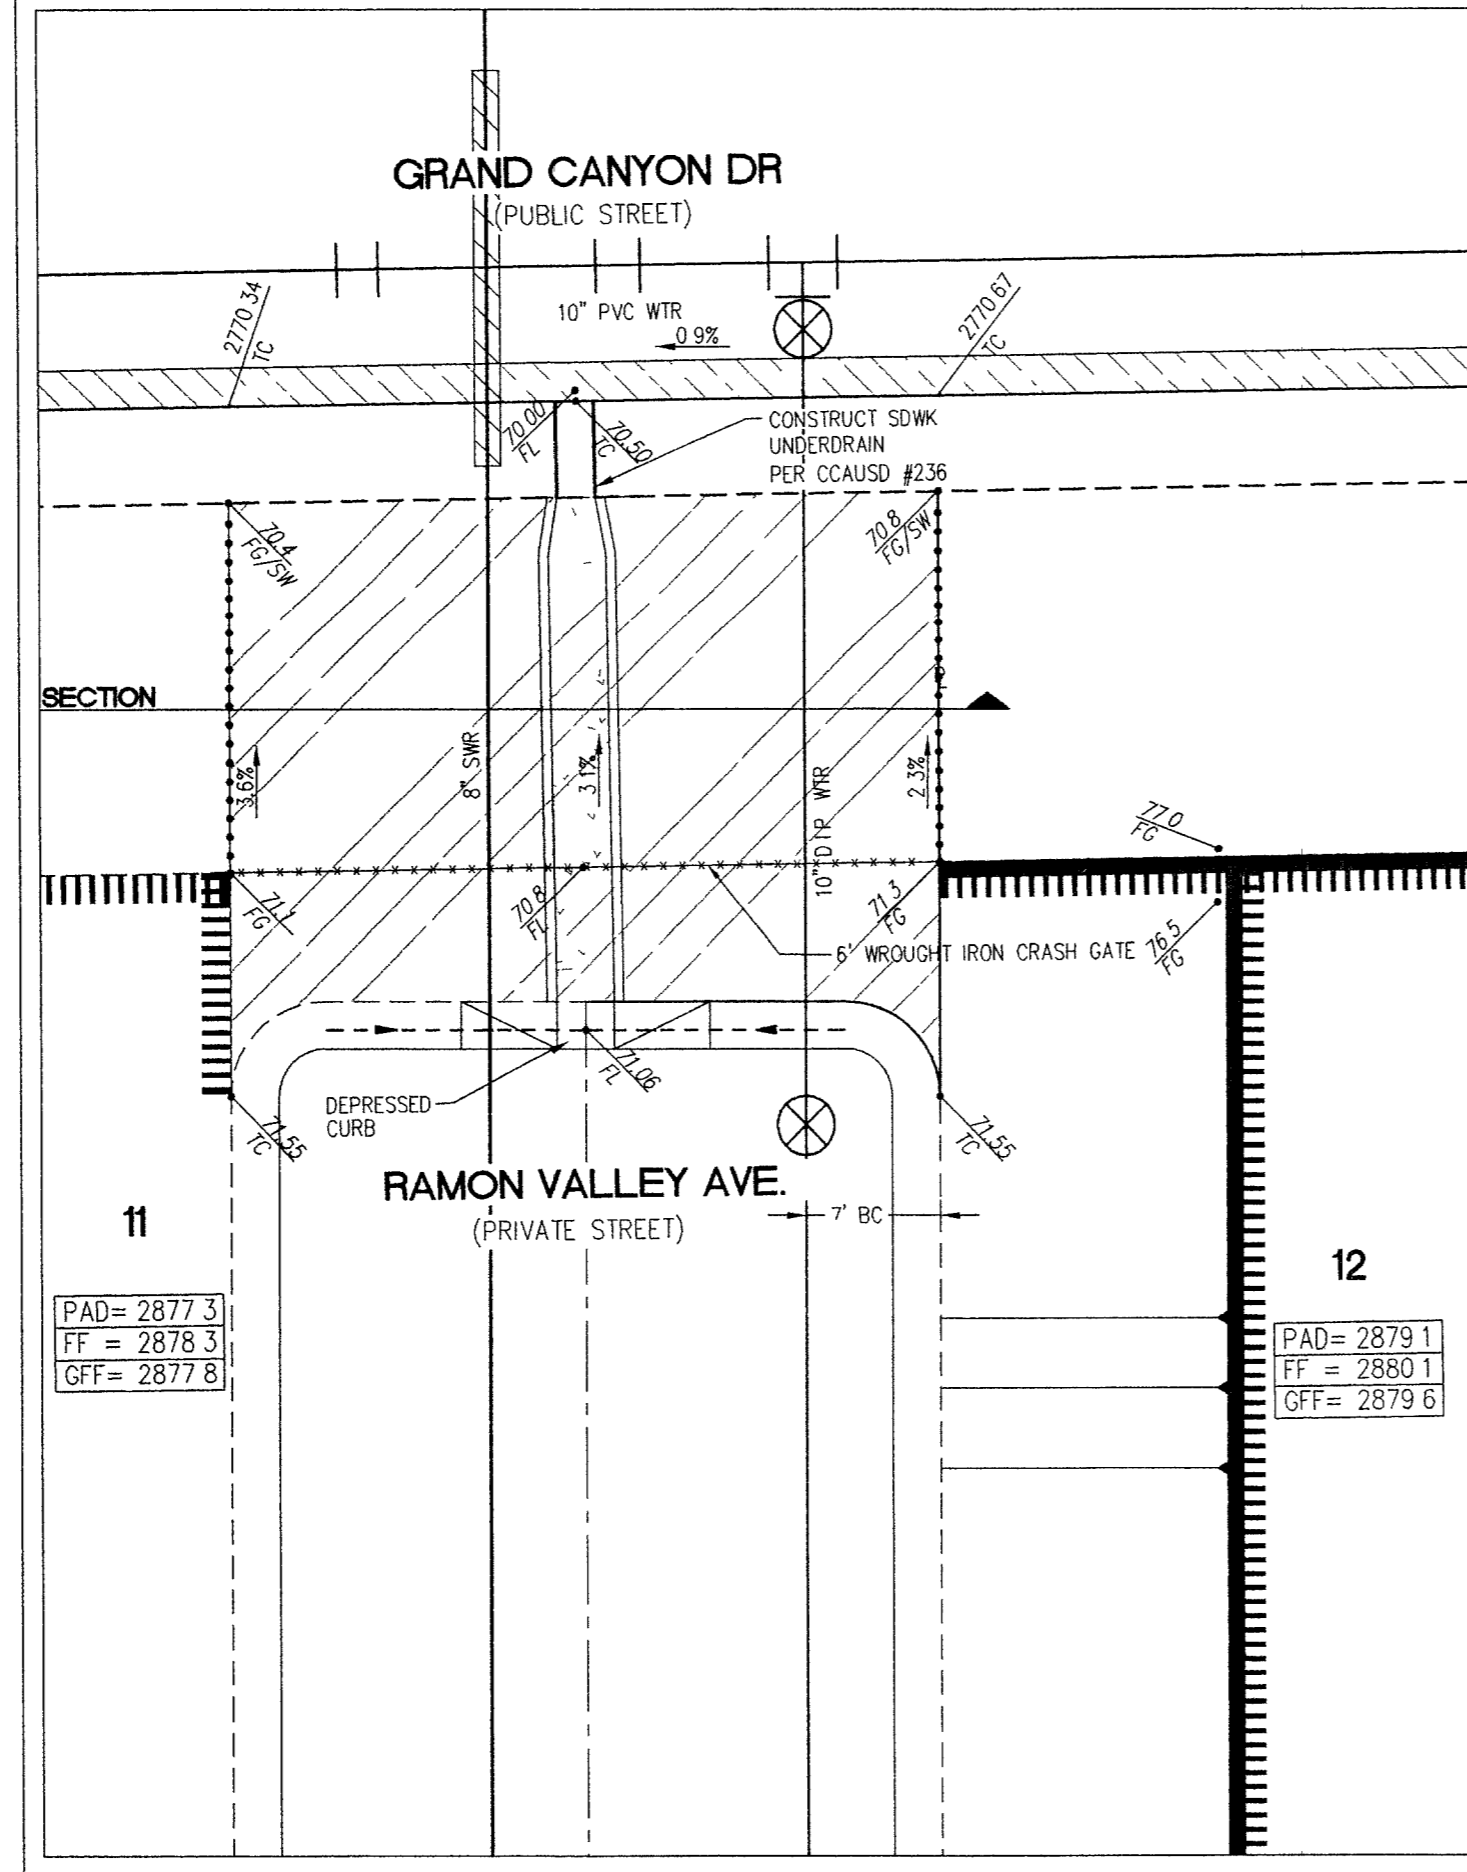 GRAND CANYON DR
(PUBLIC STREET)
10" PVC WTR
0 9%
2770 34
TC
2770 67
TC
70.00
FL
70.50
TC
CONSTRUCT SDWK
UNDERDRAIN
PER CCAUSD #236
70.4
FG/SW
70 8
FG/SW
SECTION
8" SWR
3.6%
3 1%
10" DIP WTR
2 3%
77.0
FG
71.1
FG
70.8
FL
71.3
FG
6' WROUGHT IRON CRASH GATE
76 5
FG
71.06
FL
DEPRESSED
CURB
71.55
TC
71.55
TC
RAMON VALLEY AVE.
(PRIVATE STREET)
7' BC
11
PAD= 2877 3
FF = 2878 3
GFF= 2877 8
12
PAD= 2879 1
FF = 2880 1
GFF= 2879 6